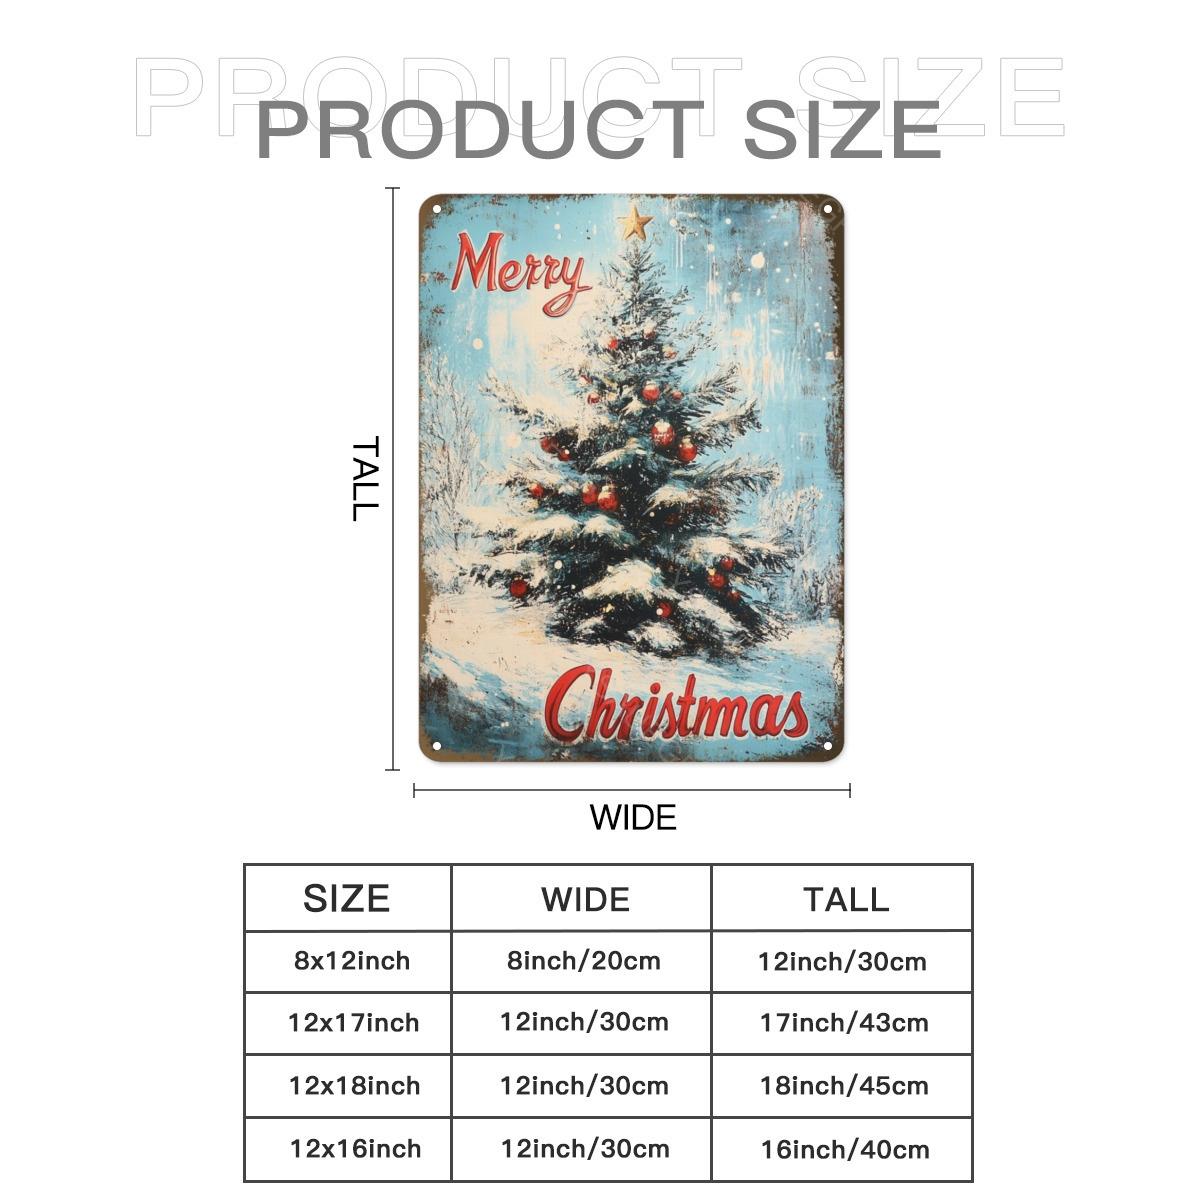 PRODUCT SIZE
PRODUCT SIZE
Merry
Christmas
TALL
WIDE
SIZE WIDE TALL
8x12inch 8inch/20cm 12inch/30cm
12x17inch 12inch/30cm 17inch/43cm
12x18inch 12inch/30cm 18inch/45cm
12x16inch 12inch/30cm 16inch/40cm